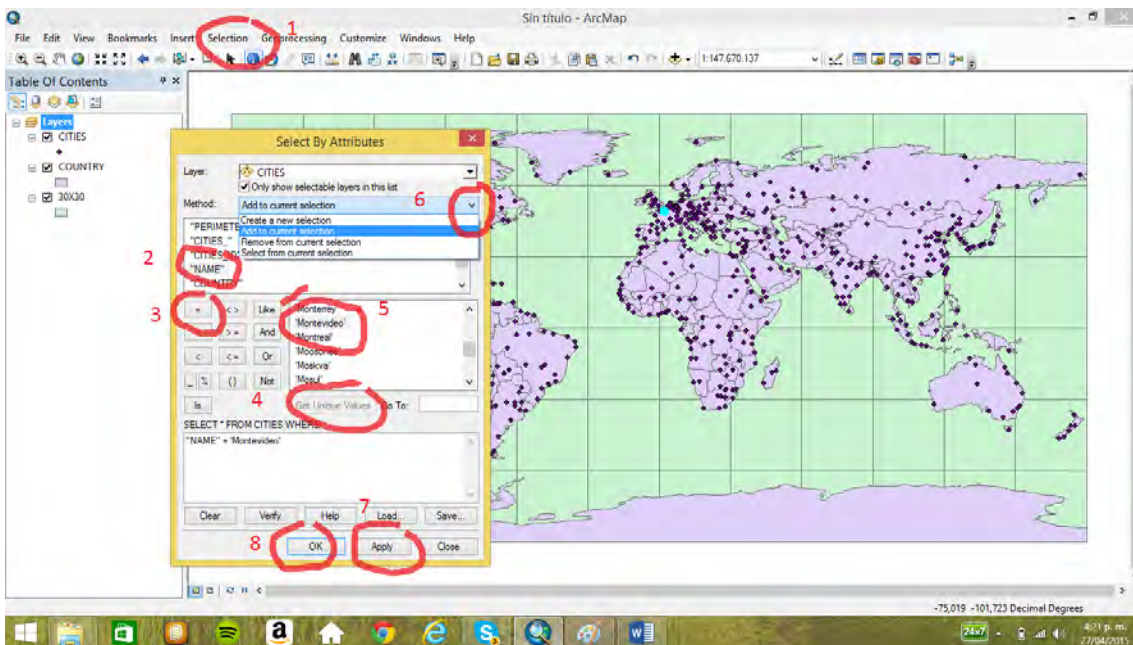 Sin título - ArcMap
File Edit View Bookmarks Insert Selection Geoprocessing Customize Windows Help
1
1:147.670.137
Table Of Contents
Layers
CITIES
COUNTRY
30X30
Select By Attributes
Layer: CITIES
Only show selectable layers in this list
6
Method: Add to current selection
Create a new selection
Add to current selection
Remove from current selection
Select from current selection
"CITIES_"
2
"NAME"
"COUNTRY"
3
= < > Like
> = And
< < = Or
_ % ( ) Not
Is
5
'Monterrey'
'Montevideo'
'Montreal'
'Moskva'
'Mosul'
4
Get Unique Values Go To:
SELECT * FROM CITIES WHERE
"NAME" = 'Montevideo'
Clear Verify Help Load... Save...
7
8
OK Apply Close
-75,019 -101,723 Decimal Degrees
24x7
4:21 p. m.
27/04/2015